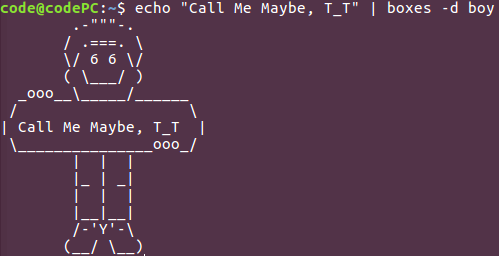 code@codePC:~$ echo "Call Me Maybe, T_T" | boxes -d boy
         .-"""-.
        / .===. \
        \/ 6 6 \/
        ( \___/ )
  _ooo__\_____/______
 /                   \
| Call Me Maybe, T_T  |
 \_______________ooo_/
         |  |  |
         |_ | _|
         |  |  |
         |__|__|
         /-'Y'-\
        (__/ \__)